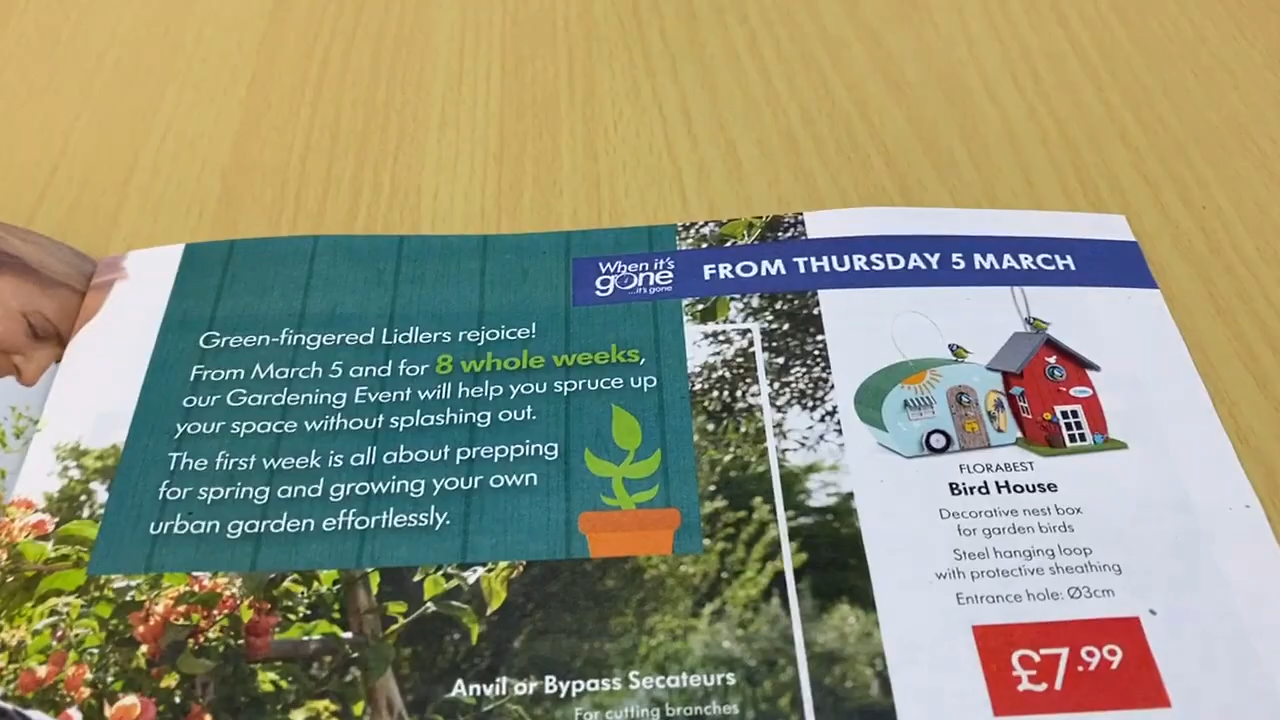 When it's
gone
...it's gone
FROM THURSDAY 5 MARCH
Green-fingered Lidlers rejoice!
From March 5 and for 8 whole weeks,
our Gardening Event will help you spruce up
your space without splashing out.
The first week is all about prepping
for spring and growing your own
urban garden effortlessly.
FLORABEST
Bird House
Decorative nest box
for garden birds
Steel hanging loop
with protective sheathing
Entrance hole: Ø3cm
£7.99
Anvil or Bypass Secateurs
For cutting branches